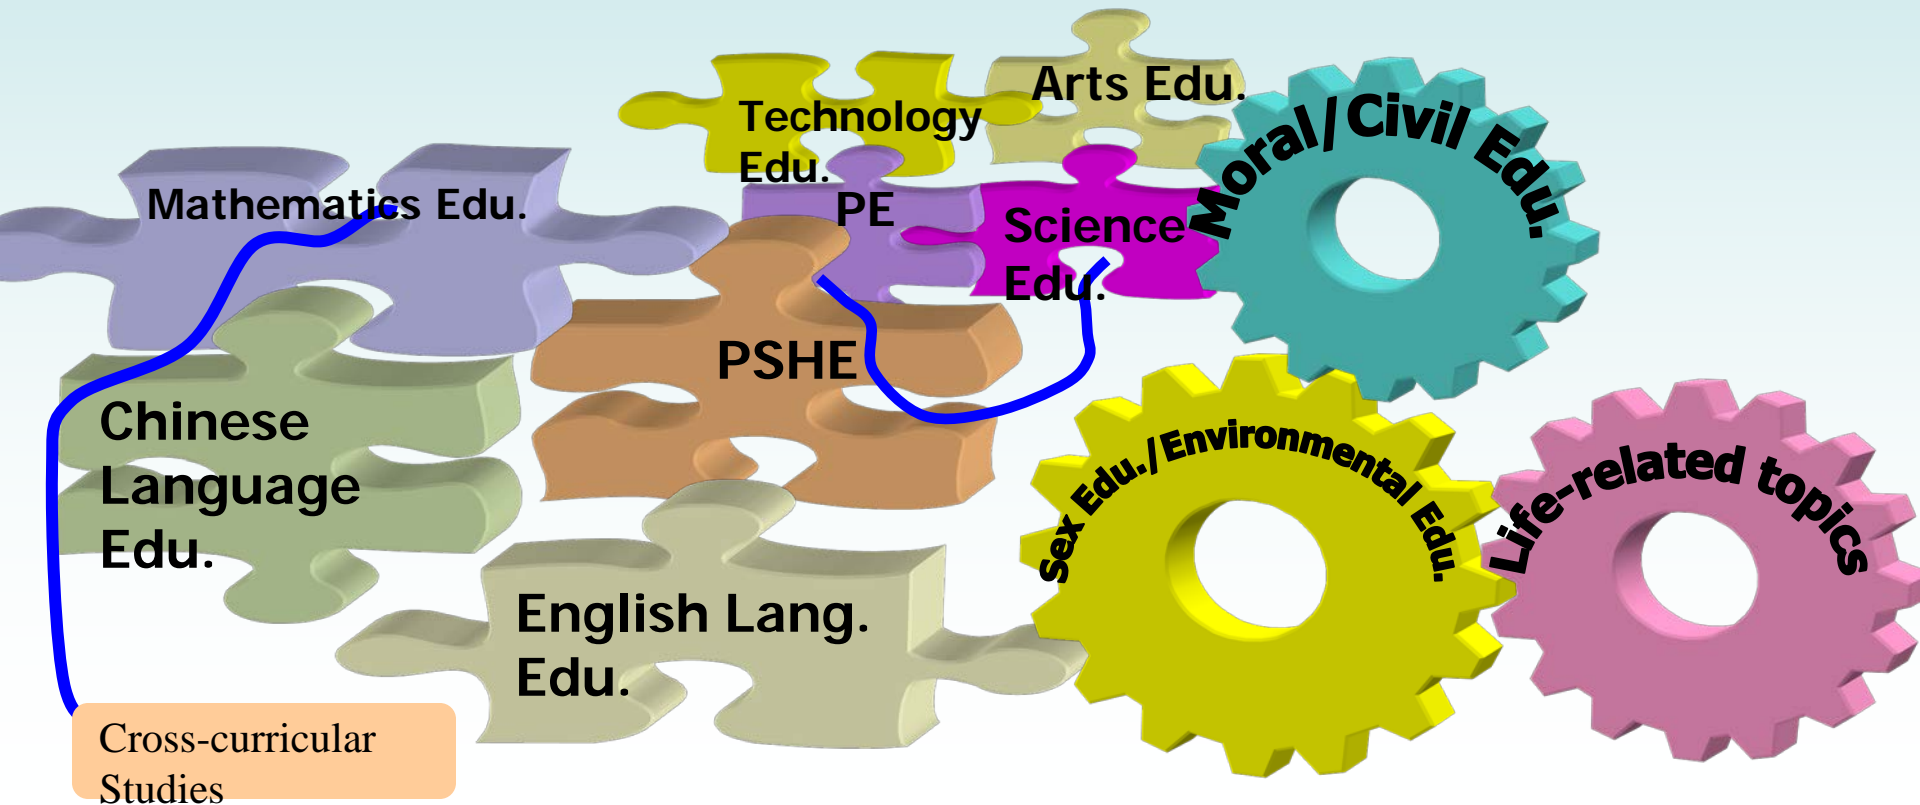 Arts Edu.
Technology
Edu.
Moral/Civil Edu.
Mathematics Edu.
PE
Science
Edu.
PSHE
Chinese
Language
Edu.
Sex Edu./Environmental Edu.
Life-related topics
English Lang.
Edu.
Cross-curricular
Studies